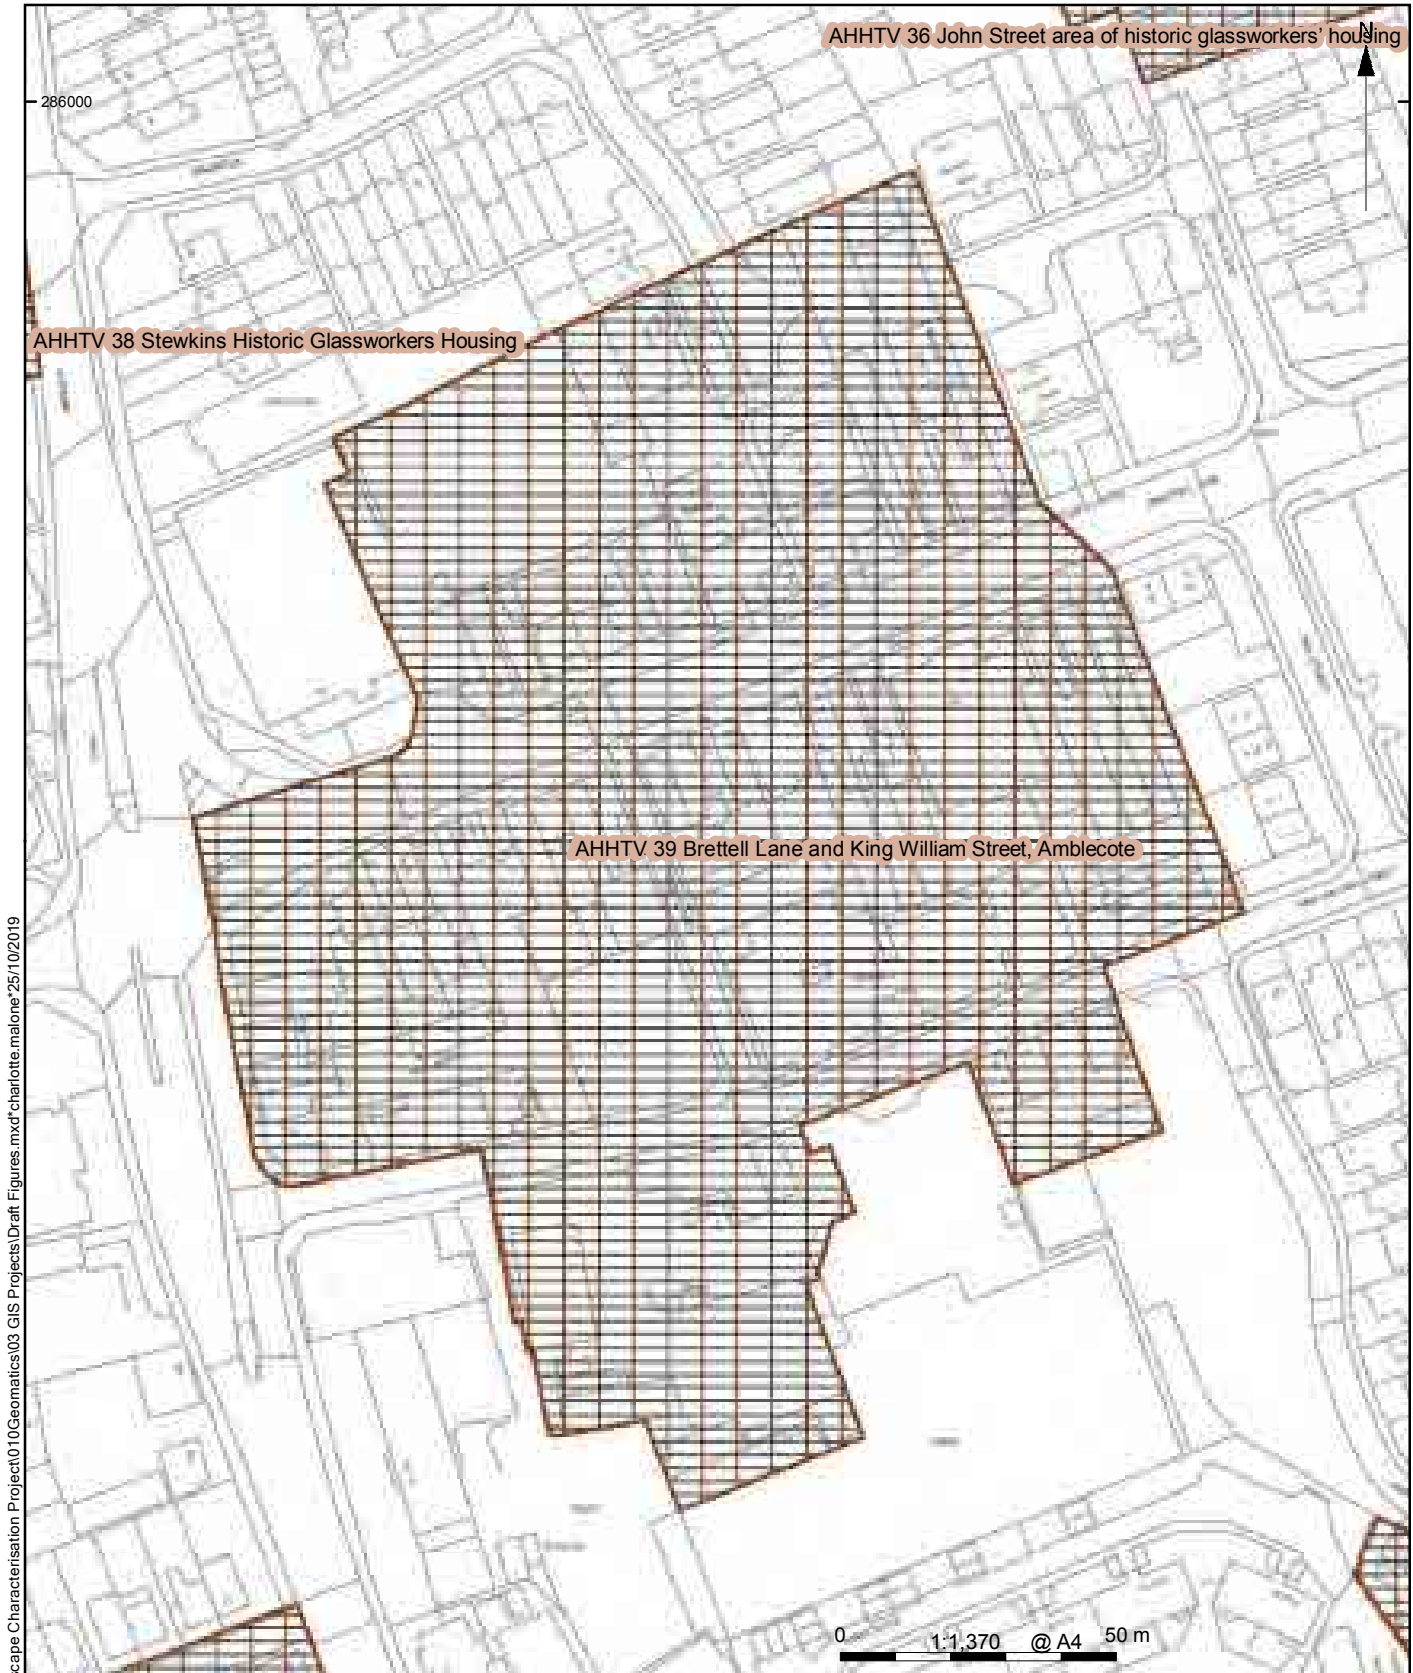 AHHTV 36 John Street area of historic glassworkers' housing
N
286000
AHHTV 38 Stewkins Historic Glassworkers Housing
AHHTV 39 Brettell Lane and King William Street, Amblecote
0 1:1,370 @ A4 50 m
cape Characterisation Project\010Geomatics\03 GIS Projects\Draft Figures.mxd*charlotte.malone*25/10/2019